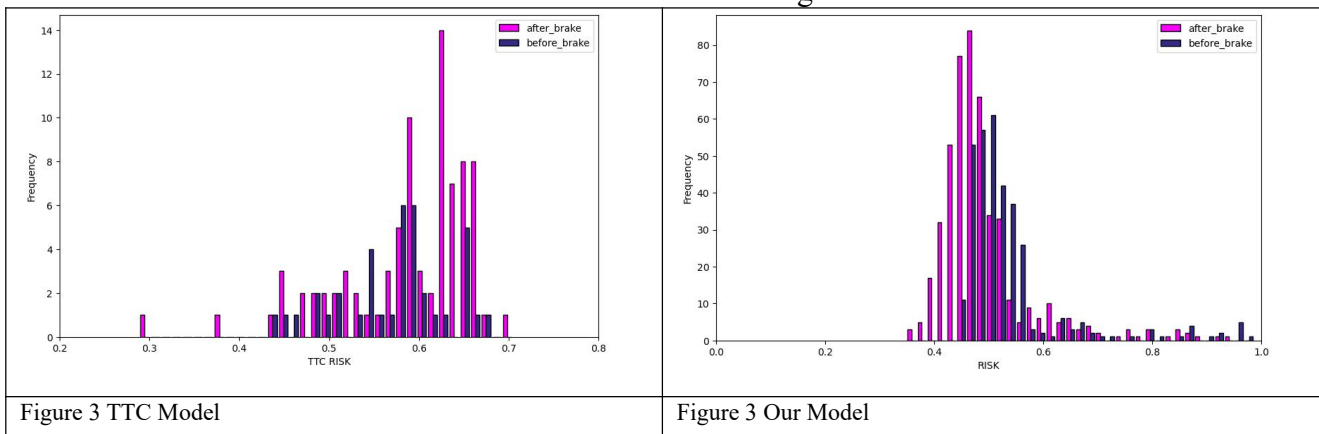 after_brake
before_brake
Frequency
14
12
10
8
6
4
2
0
0.2 0.3 0.4 0.5 0.6 0.7 0.8
TTC RISK
after_brake
before_brake
Frequency
80
70
60
50
40
30
20
10
0
0.0 0.2 0.4 0.6 0.8 1.0
RISK
Figure 3 TTC Model
Figure 3 Our Model